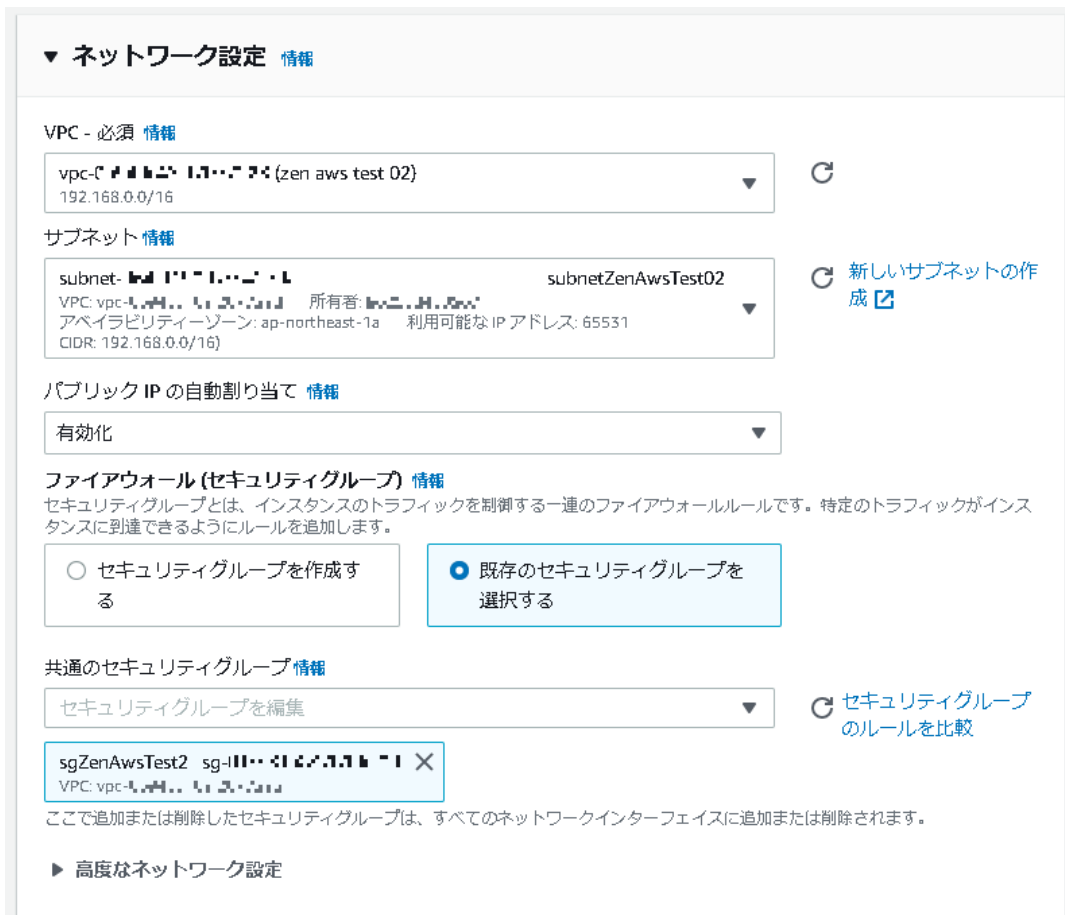 ▼ ネットワーク設定 情報
VPC - 必須 情報
vpc- (zen aws test 02)
192.168.0.0/16
サブネット 情報
subnet- subnetZenAwsTest02
VPC: vpc- 所有者:
アベイラビリティーゾーン: ap-northeast-1a 利用可能な IP アドレス: 65531
CIDR: 192.168.0.0/16)
新しいサブネットの作
成
パブリック IP の自動割り当て 情報
有効化
ファイアウォール (セキュリティグループ) 情報
セキュリティグループとは、インスタンスのトラフィックを制御する一連のファイアウォールルールです。特定のトラフィックがインス
タンスに到達できるようにルールを追加します。
セキュリティグループを作成す
る
既存のセキュリティグループを
選択する
共通のセキュリティグループ 情報
セキュリティグループを編集
セキュリティグループ
のルールを比較
sgZenAwsTest2 sg-
VPC: vpc-
ここで追加または削除したセキュリティグループは、すべてのネットワークインターフェイスに追加または削除されます。
▶ 高度なネットワーク設定